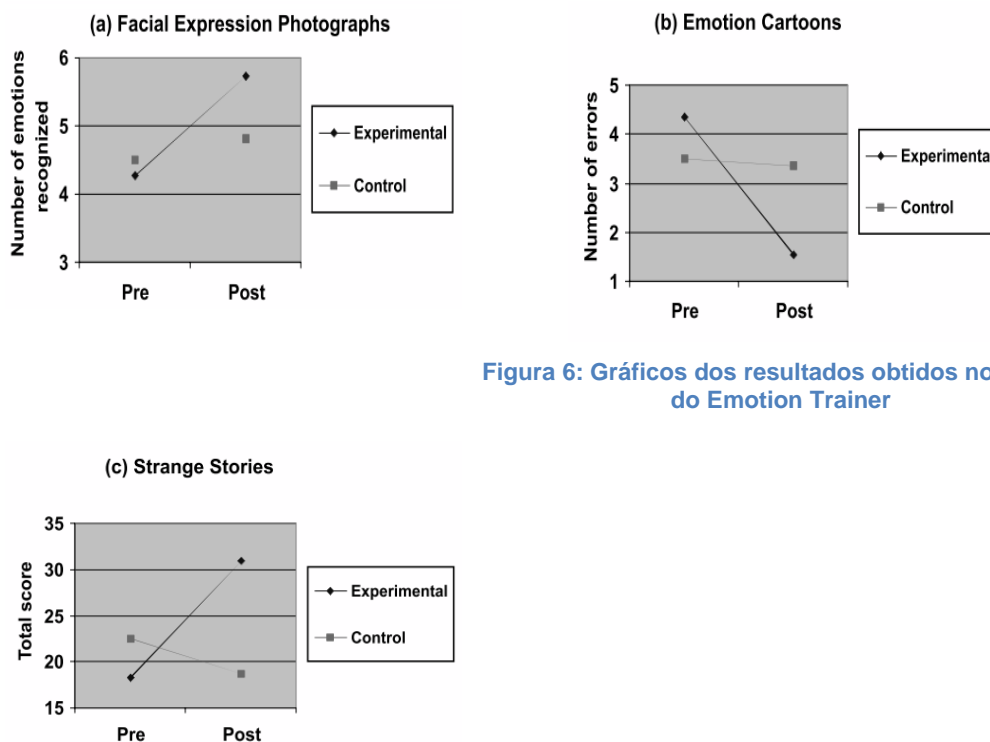 (a) Facial Expression Photographs
Number of emotions
recognized
6
5
4
3
Pre Post
Experimental
Control
(b) Emotion Cartoons
Number of errors
5
4
3
2
1
Pre Post
Experimenta
Control
Figura 6: Gráficos dos resultados obtidos no
do Emotion Trainer
(c) Strange Stories
Total score
35
30
25
20
15
Pre Post
Experimental
Control